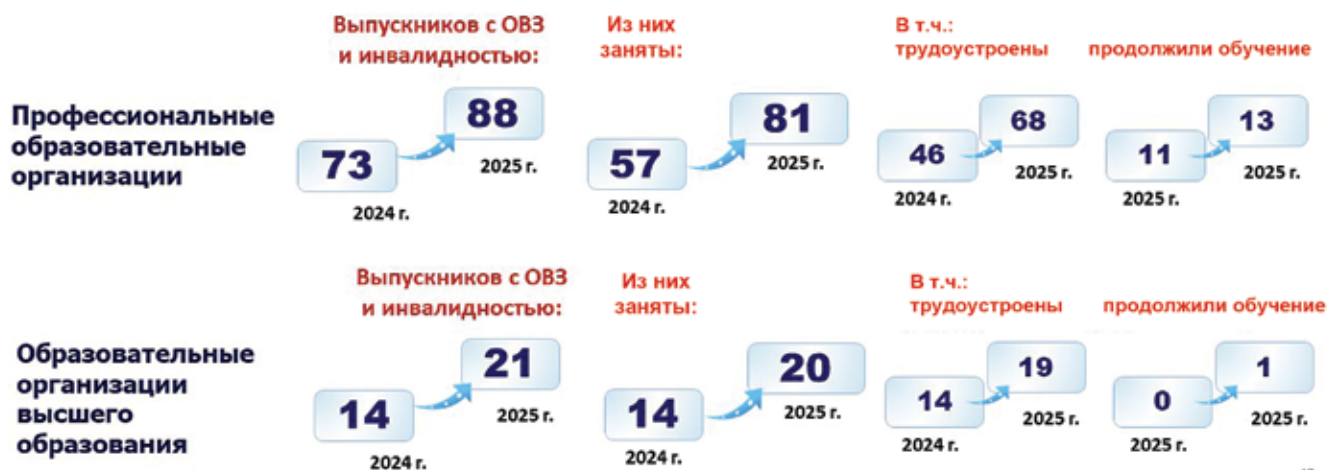 Выпускников с ОВЗ
и инвалидностью:
Из них
заняты:
В т.ч.:
трудоустроены
продолжили обучение
Профессиональные
образовательные
организации
73
88
2024 г.
2025 г.
57
81
2024 г.
2025 г.
46
68
2024 г.
2025 г.
11
13
2025 г.
2025 г.
Выпускников с ОВЗ
и инвалидностью:
Из них
заняты:
В т.ч.:
трудоустроены
продолжили обучение
Образовательные
организации
высшего
образования
14
21
2024 г.
2025 г.
14
20
2024 г.
2025 г.
14
19
2024 г.
2025 г.
0
1
2025 г.
2025 г.